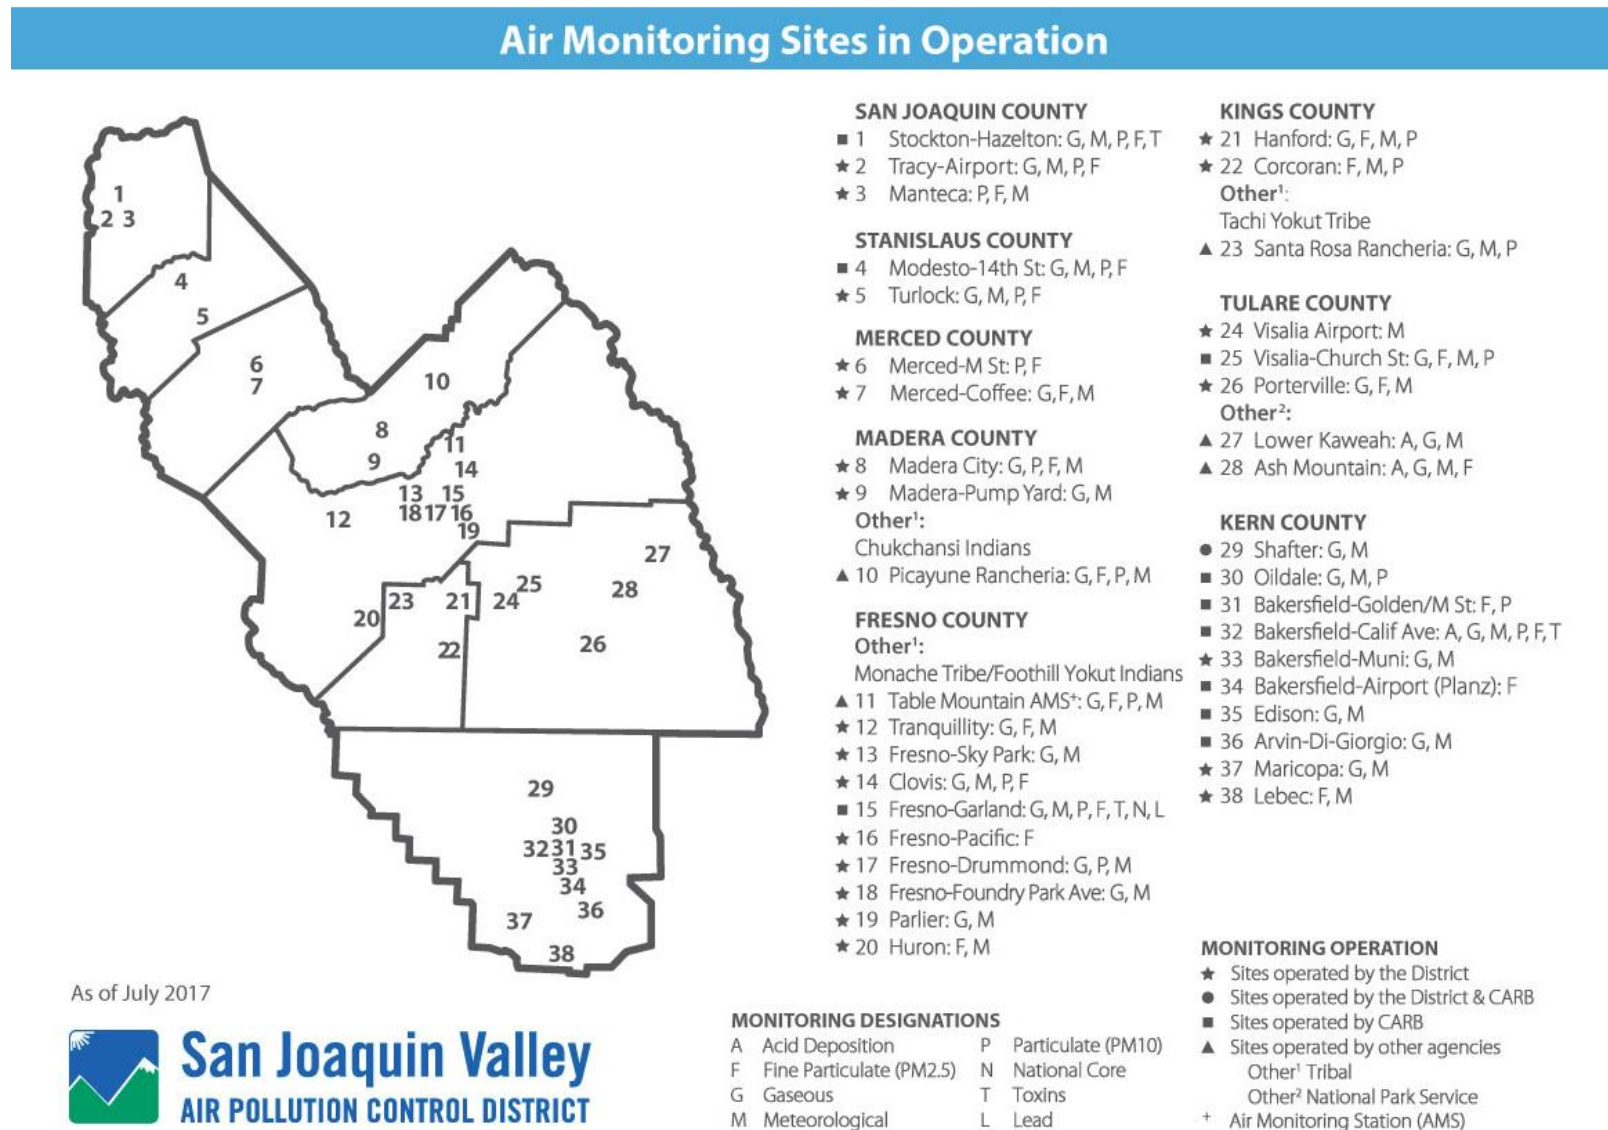 Air Monitoring Sites in Operation
1
2 3
4
5
6
7
10
8
9
11
14
13 15
12
18 17 16
19
27
25
28
23 21 24
20
22
26
29
30
32 31 35
33
34
36
37
38
SAN JOAQUIN COUNTY
■ 1 Stockton-Hazelton: G, M, P, F, T
★ 2 Tracy-Airport: G, M, P, F
★ 3 Manteca: P, F, M
STANISLAUS COUNTY
■ 4 Modesto-14th St: G, M, P, F
★ 5 Turlock: G, M, P, F
MERCED COUNTY
★ 6 Merced-M St: P, F
★ 7 Merced-Coffee: G,F, M
MADERA COUNTY
★ 8 Madera City: G, P, F, M
★ 9 Madera-Pump Yard: G, M
Other¹:
Chukchansi Indians
▲ 10 Picayune Rancheria: G, F, P, M
FRESNO COUNTY
Other¹:
Monache Tribe/Foothill Yokut Indians
▲ 11 Table Mountain AMS⁺: G, F, P, M
★ 12 Tranquillity: G, F, M
★ 13 Fresno-Sky Park: G, M
★ 14 Clovis: G, M, P, F
■ 15 Fresno-Garland: G, M, P, F, T, N, L
★ 16 Fresno-Pacific: F
★ 17 Fresno-Drummond: G, P, M
★ 18 Fresno-Foundry Park Ave: G, M
★ 19 Parlier: G, M
★ 20 Huron: F, M
KINGS COUNTY
★ 21 Hanford: G, F, M, P
★ 22 Corcoran: F, M, P
Other¹:
Tachi Yokut Tribe
▲ 23 Santa Rosa Rancheria: G, M, P
TULARE COUNTY
★ 24 Visalia Airport: M
■ 25 Visalia-Church St: G, F, M, P
★ 26 Porterville: G, F, M
Other²:
▲ 27 Lower Kaweah: A, G, M
▲ 28 Ash Mountain: A, G, M, F
KERN COUNTY
● 29 Shafter: G, M
■ 30 Oildale: G, M, P
■ 31 Bakersfield-Golden/M St: F, P
■ 32 Bakersfield-Calif Ave: A, G, M, P, F, T
★ 33 Bakersfield-Muni: G, M
■ 34 Bakersfield-Airport (Planz): F
■ 35 Edison: G, M
■ 36 Arvin-Di-Giorgio: G, M
★ 37 Maricopa: G, M
★ 38 Lebec: F, M
MONITORING OPERATION
★ Sites operated by the District
● Sites operated by the District & CARB
■ Sites operated by CARB
▲ Sites operated by other agencies
Other¹ Tribal
Other² National Park Service
⁺ Air Monitoring Station (AMS)
MONITORING DESIGNATIONS
A Acid Deposition P Particulate (PM10)
F Fine Particulate (PM2.5) N National Core
G Gaseous T Toxins
M Meteorological L Lead
As of July 2017
San Joaquin Valley
AIR POLLUTION CONTROL DISTRICT